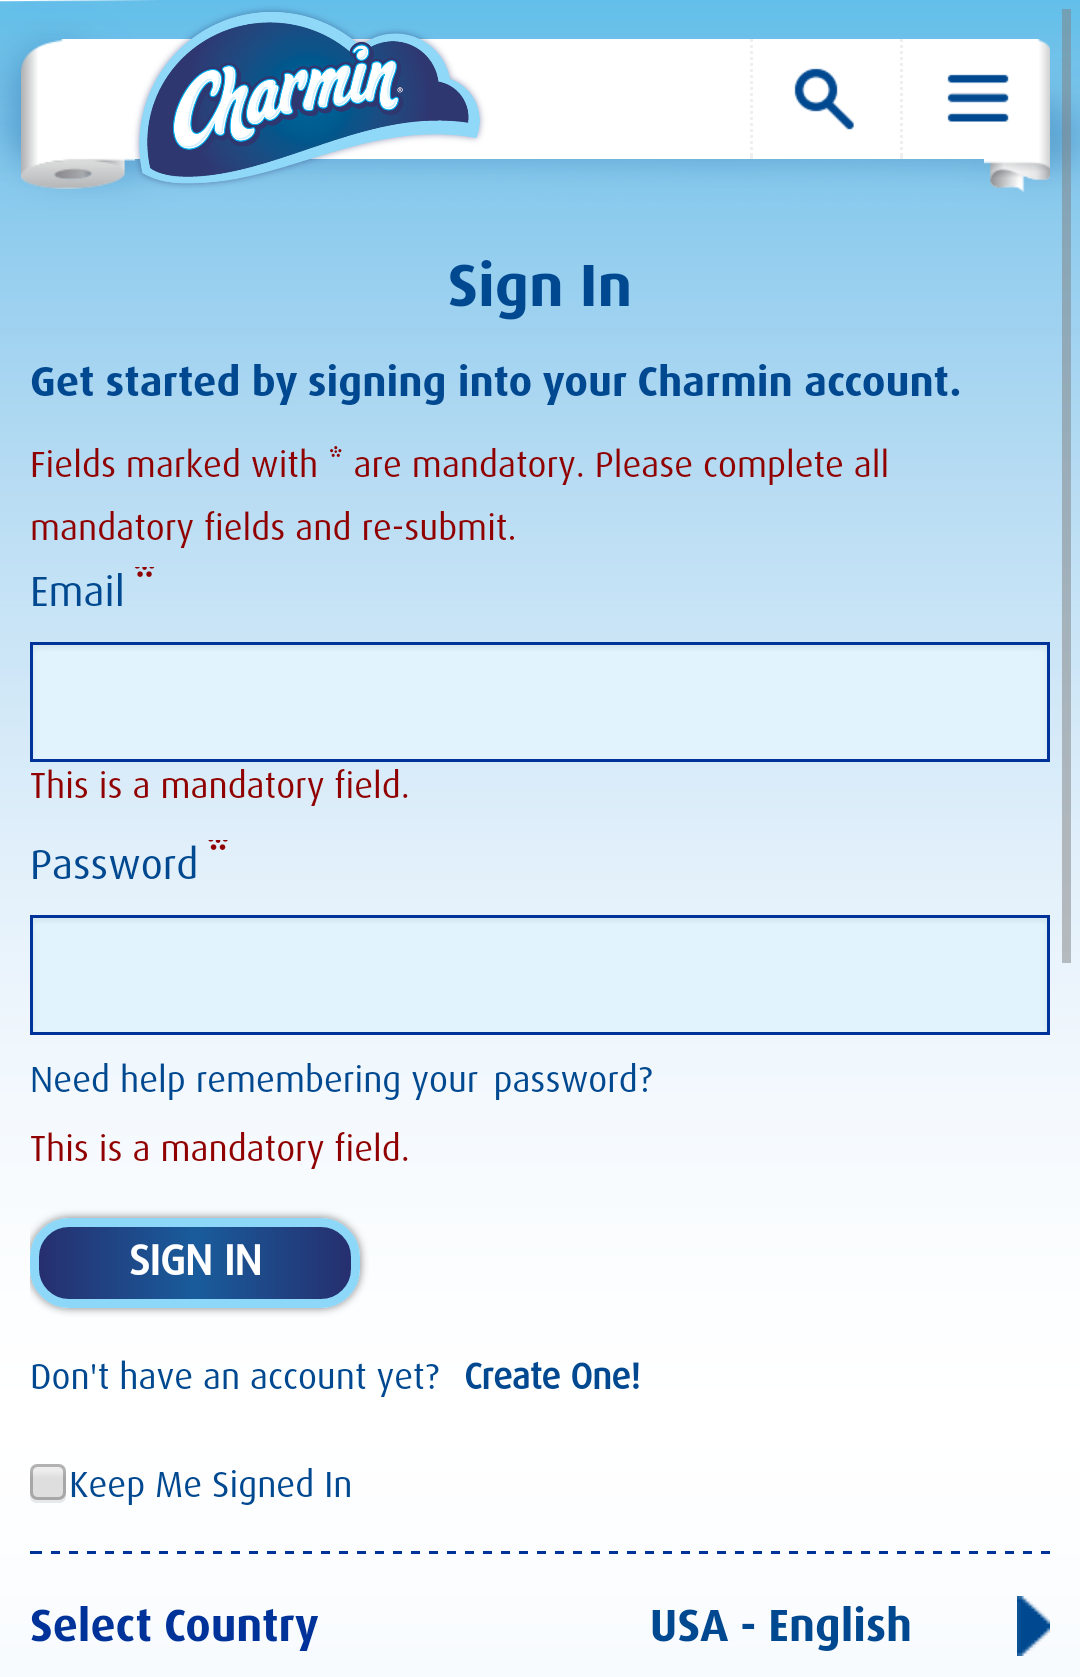 Charmin®
Sign In
Get started by signing into your Charmin account.
Fields marked with * are mandatory. Please complete all
mandatory fields and re-submit.
Email *
This is a mandatory field.
Password *
Need help remembering your password?
This is a mandatory field.
SIGN IN
Don't have an account yet? Create One!
Keep Me Signed In
Select Country USA - English